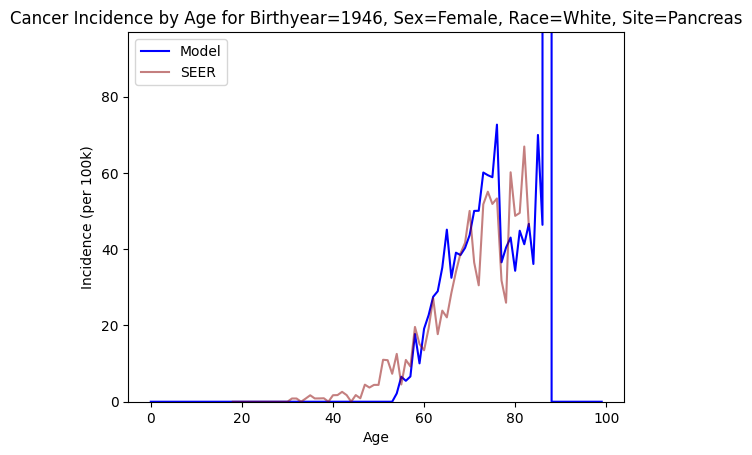 Cancer Incidence by Age for Birthyear=1946, Sex=Female, Race=White, Site=Pancreas
Model
SEER
80
60
40
20
0
Incidence (per 100k)
0 20 40 60 80 100
Age